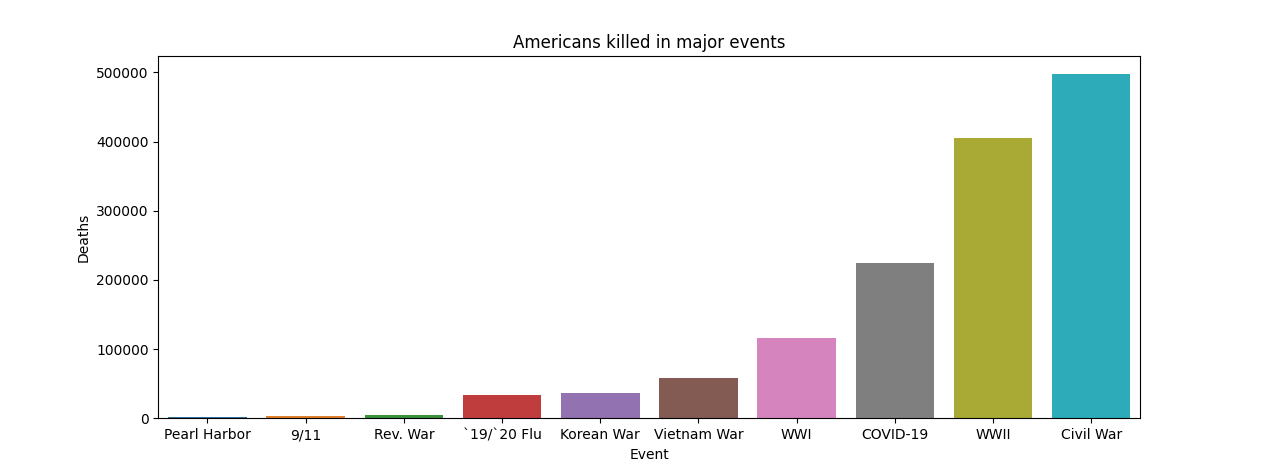 Americans killed in major events
500000
400000
300000
200000
100000
0
Deaths
Pearl Harbor 9/11 Rev. War `19/`20 Flu Korean War Vietnam War WWI COVID-19 WWII Civil War
Event